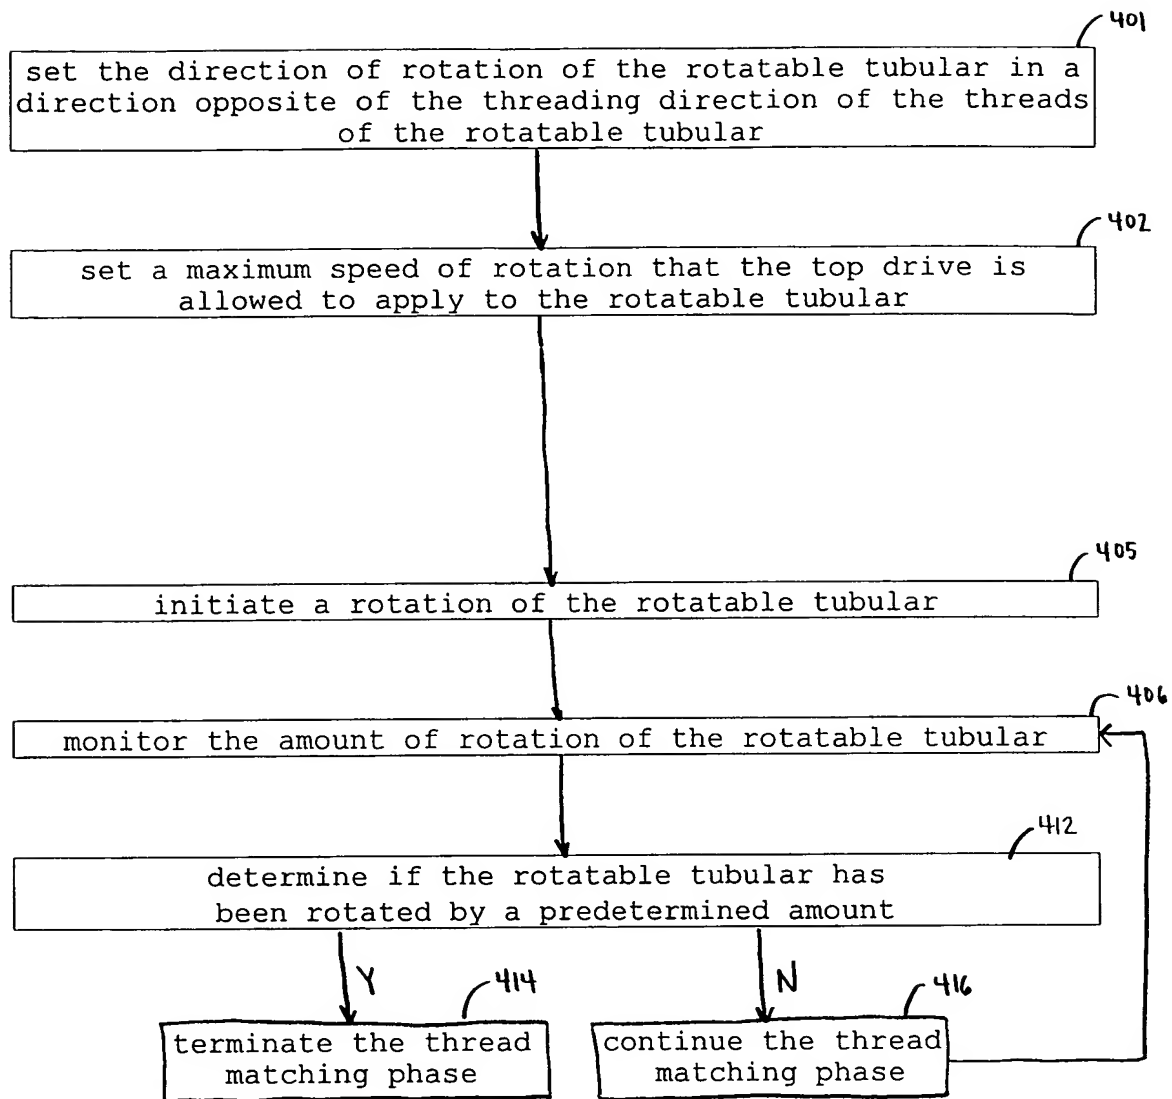 401
set the direction of rotation of the rotatable tubular in a
direction opposite of the threading direction of the threads
of the rotatable tubular
402
set a maximum speed of rotation that the top drive is
allowed to apply to the rotatable tubular
405
initiate a rotation of the rotatable tubular
406
monitor the amount of rotation of the rotatable tubular
412
determine if the rotatable tubular has
been rotated by a predetermined amount
Y
N
414
416
terminate the thread
matching phase
continue the thread
matching phase